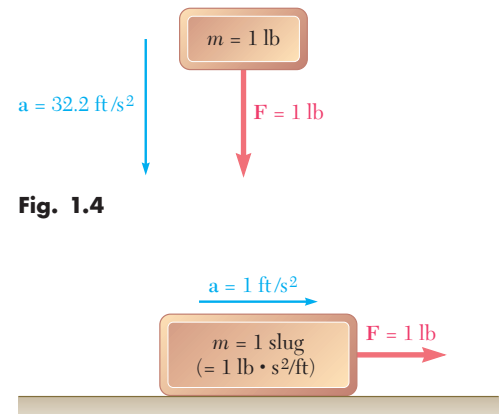 m = 1 lb
a = 32.2 ft/s²
F = 1 lb
Fig. 1.4
a = 1 ft/s²
m = 1 slug
(= 1 lb • s²/ft)
F = 1 lb